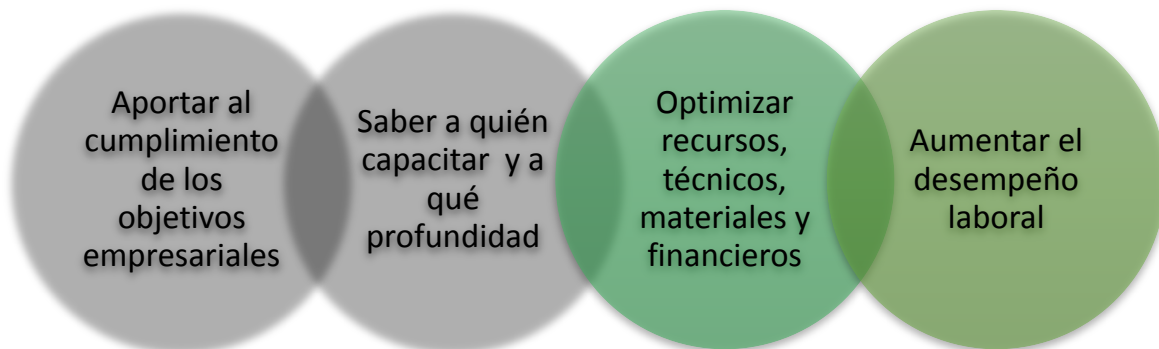 Aportar al
cumplimiento
de los
objetivos
empresariales
Saber a quién
capacitar y a
qué
profundidad
Optimizar
recursos,
técnicos,
materiales y
financieros
Aumentar el
desempeño
laboral